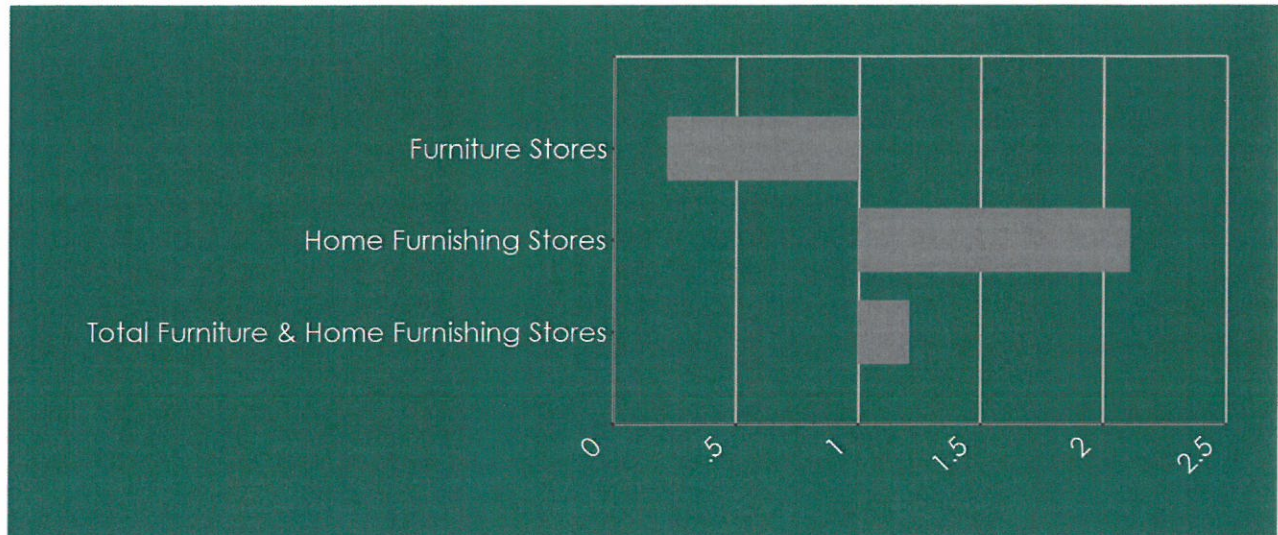 Furniture Stores
Home Furnishing Stores
Total Furniture & Home Furnishing Stores
0 .5 1 1.5 2 2.5